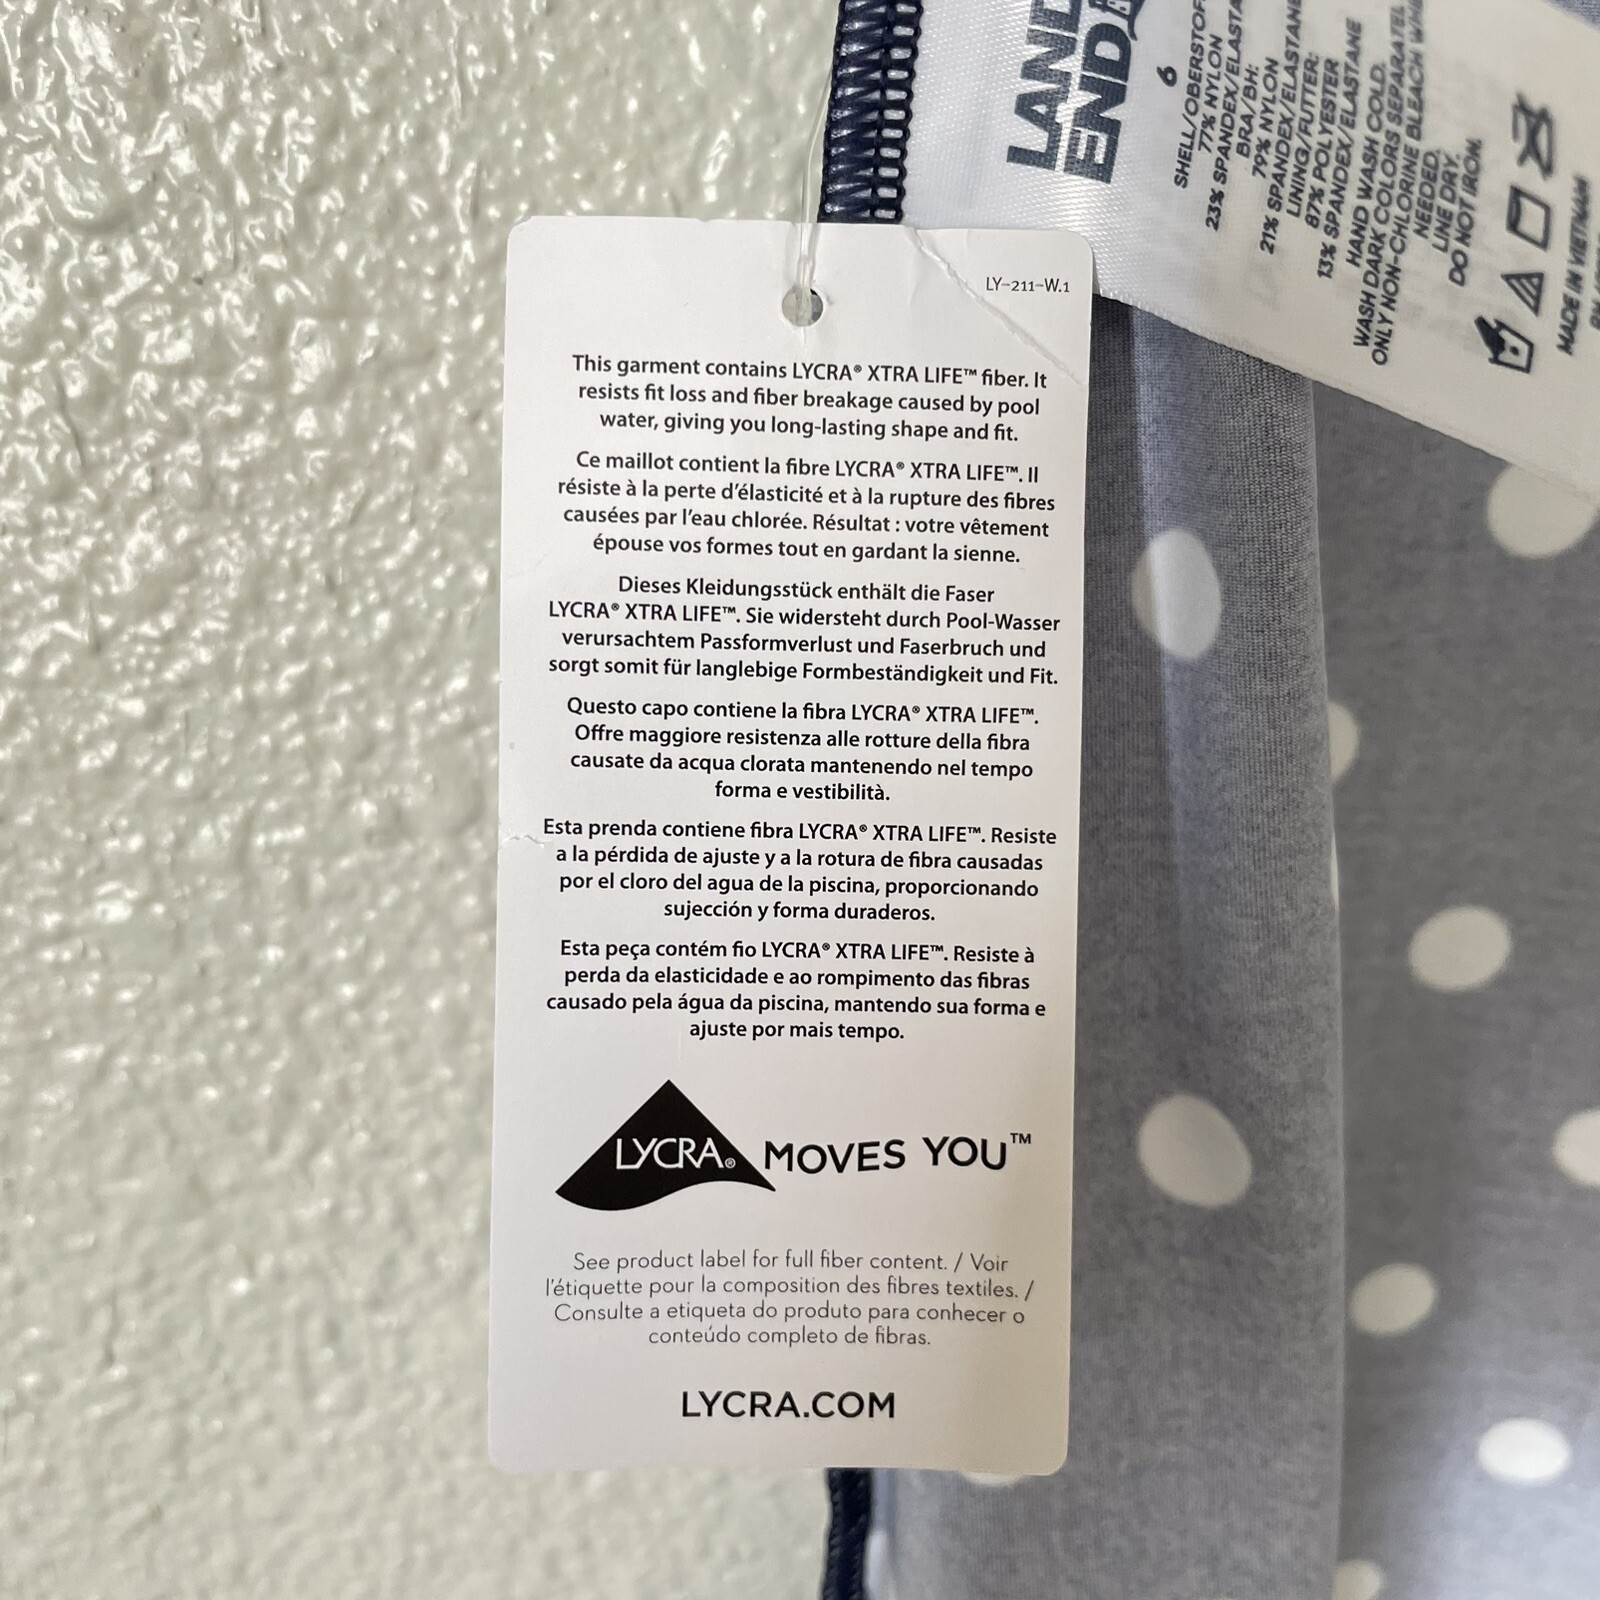 LY-211-W.1
This garment contains LYCRA® XTRA LIFE™ fiber. It
resists fit loss and fiber breakage caused by pool
water, giving you long-lasting shape and fit.
Ce maillot contient la fibre LYCRA® XTRA LIFE™. Il
résiste à la perte d'élasticité et à la rupture des fibres
causées par l'eau chlorée. Résultat : votre vêtement
épouse vos formes tout en gardant la sienne.
Dieses Kleidungsstück enthält die Faser
LYCRA® XTRA LIFE™. Sie widersteht durch Pool-Wasser
verursachtem Passformverlust und Faserbruch und
sorgt somit für langlebige Formbeständigkeit und Fit.
Questo capo contiene la fibra LYCRA® XTRA LIFE™.
Offre maggiore resistenza alle rotture della fibra
causate da acqua clorata mantenendo nel tempo
forma e vestibilità.
Esta prenda contiene fibra LYCRA® XTRA LIFE™. Resiste
a la pérdida de ajuste y a la rotura de fibra causadas
por el cloro del agua de la piscina, proporcionando
sujección y forma duraderos.
Esta peça contém fio LYCRA® XTRA LIFE™. Resiste à
perda da elasticidade e ao rompimento das fibras
causado pela água da piscina, mantendo sua forma e
ajuste por mais tempo.
LYCRA® MOVES YOU™
See product label for full fiber content. / Voir
l'étiquette pour la composition des fibres textiles. /
Consulte a etiqueta do produto para conhecer o
conteúdo completo de fibras.
LYCRA.COM
LAND
END
6
SHELL/OBERSTOF
77% NYLON
23% SPANDEX/ELASTA
BRA/BH:
79% NYLON
21% SPANDEX/ELASTANE
LINING/FUTTER:
87% POLYESTER
13% SPANDEX/ELASTANE
HAND WASH COLD.
WASH DARK COLORS SEPARATEL
ONLY NON-CHLORINE BLEACH WHE
NEEDED.
LINE DRY.
DO NOT IRON.
MADE IN VIETNAM